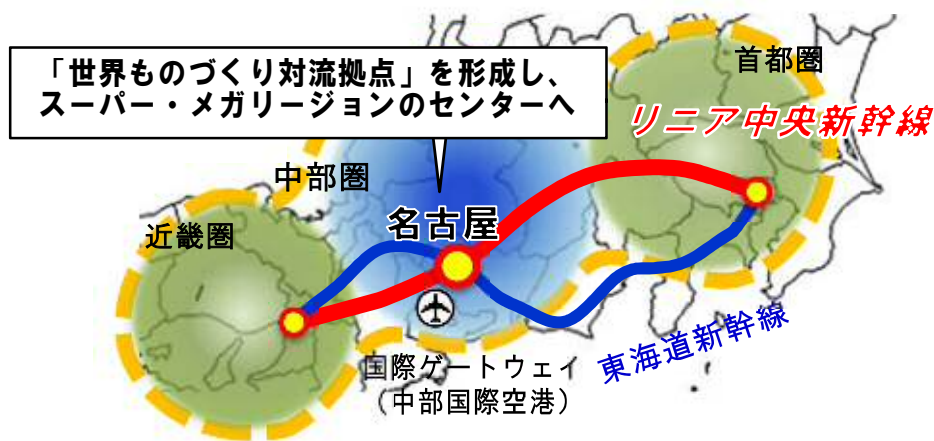 「世界ものづくり対流拠点」を形成し、
スーパー・メガリージョンのセンターへ
首都圏
リニア中央新幹線
中部圏
近畿圏
名古屋
東海道新幹線
国際ゲートウェイ
（中部国際空港）